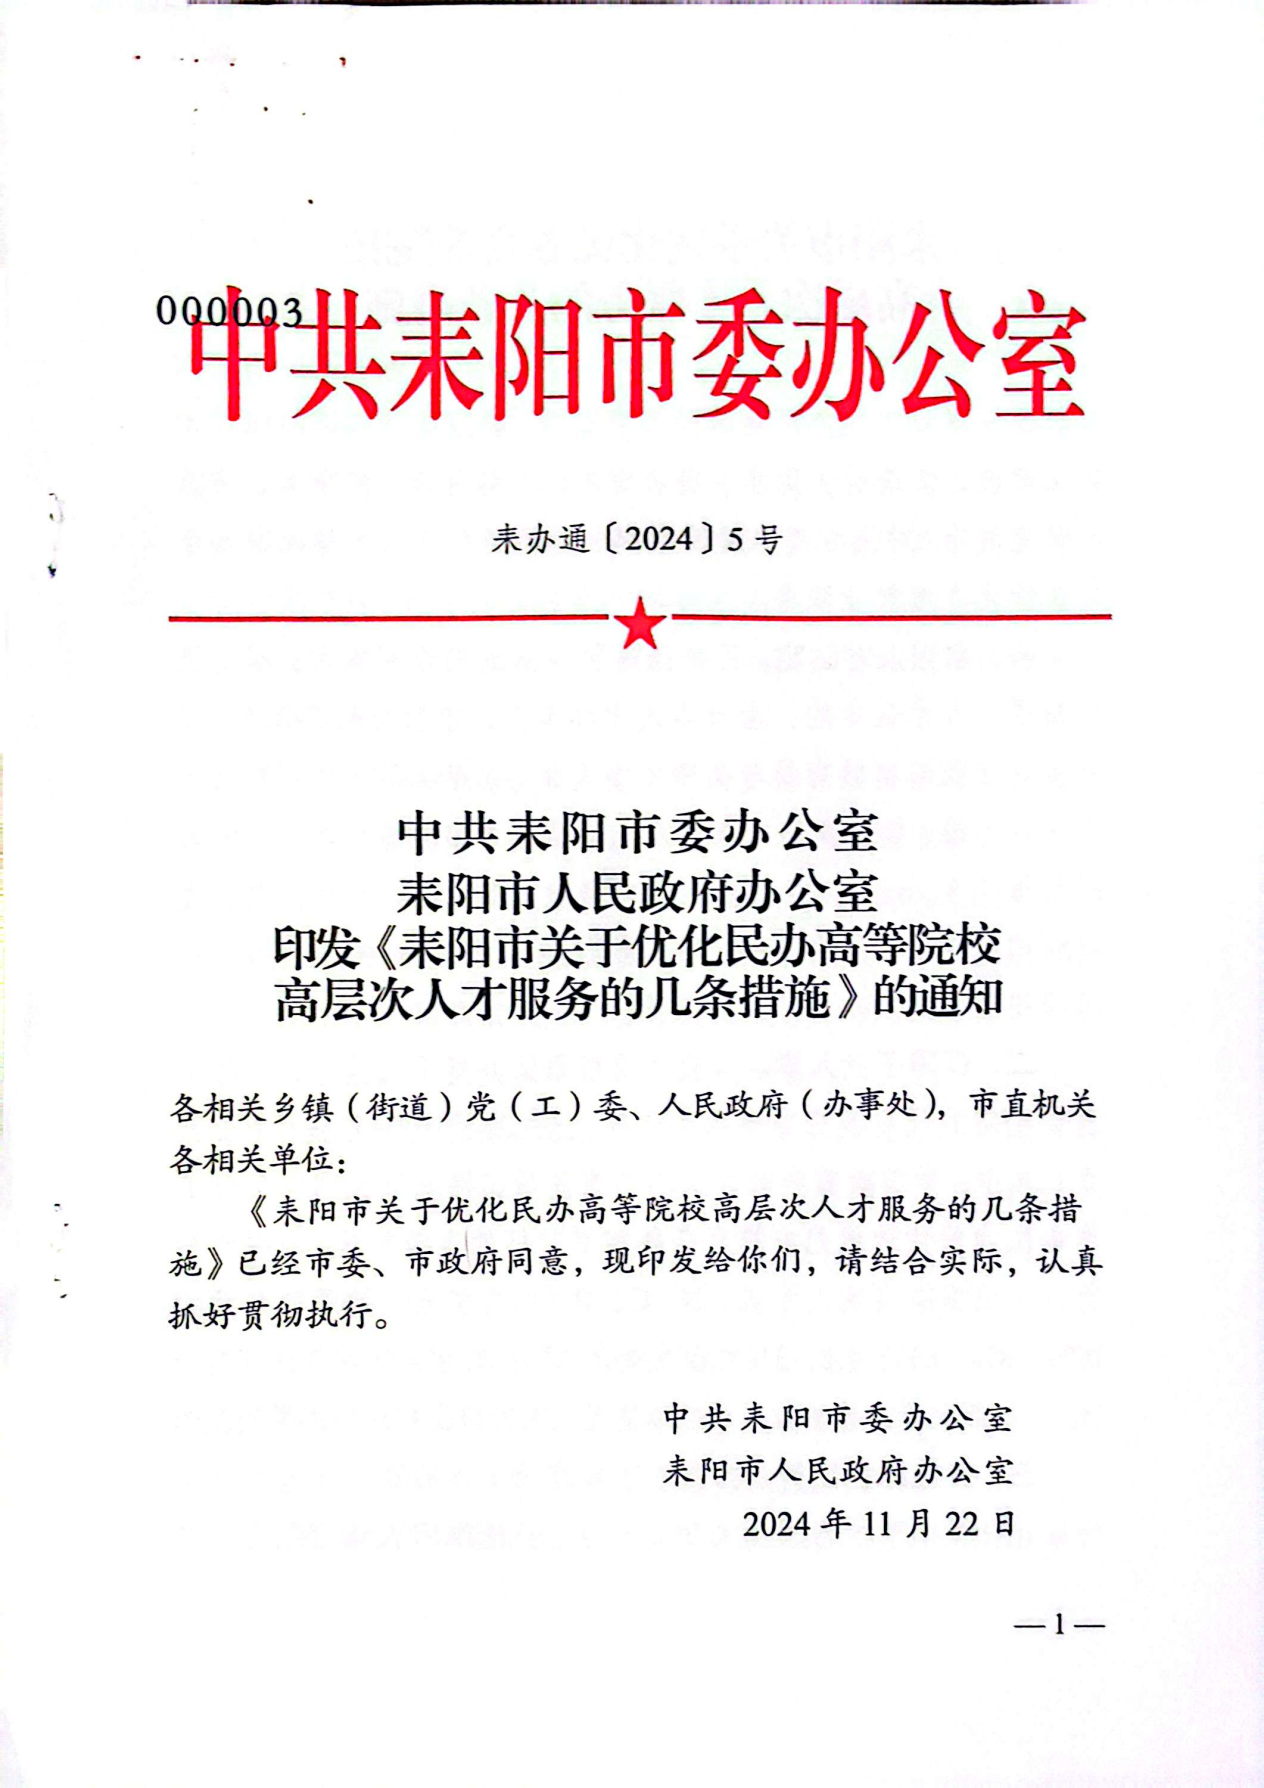 000003
中共耒阳市委办公室
耒办通〔2024〕5号
中共耒阳市委办公室
耒阳市人民政府办公室
印发《耒阳市关于优化民办高等院校
高层次人才服务的几条措施》的通知
各相关乡镇（街道）党（工）委、人民政府（办事处），市直机关
各相关单位：
《耒阳市关于优化民办高等院校高层次人才服务的几条措
施》已经市委、市政府同意，现印发给你们，请结合实际，认真
抓好贯彻执行。
中共耒阳市委办公室
耒阳市人民政府办公室
2024年11月22日
—1—